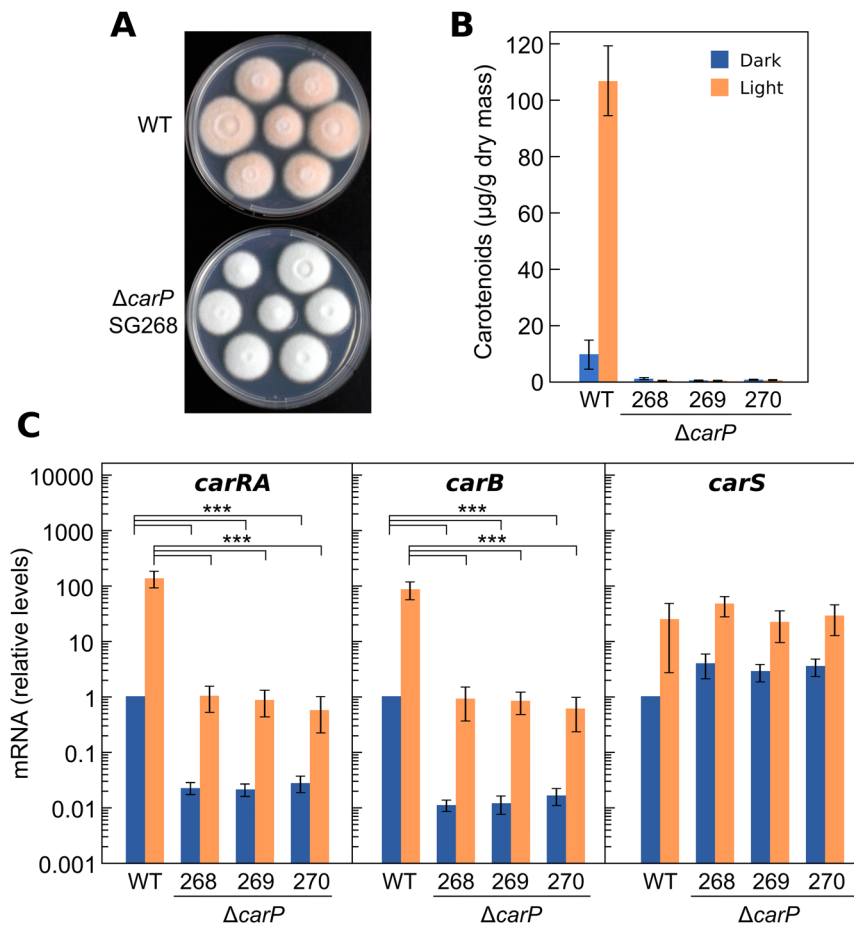 A
WT
ΔcarP
SG268
B
Carotenoids (µg/g dry mass)
120
100
80
60
40
20
0
Dark
Light
WT 268 269 270
ΔcarP
C
mRNA (relative levels)
10000
1000
100
10
1
0.1
0.01
0.001
carRA
***
***
WT 268 269 270
ΔcarP
carB
***
***
WT 268 269 270
ΔcarP
carS
WT 268 269 270
ΔcarP